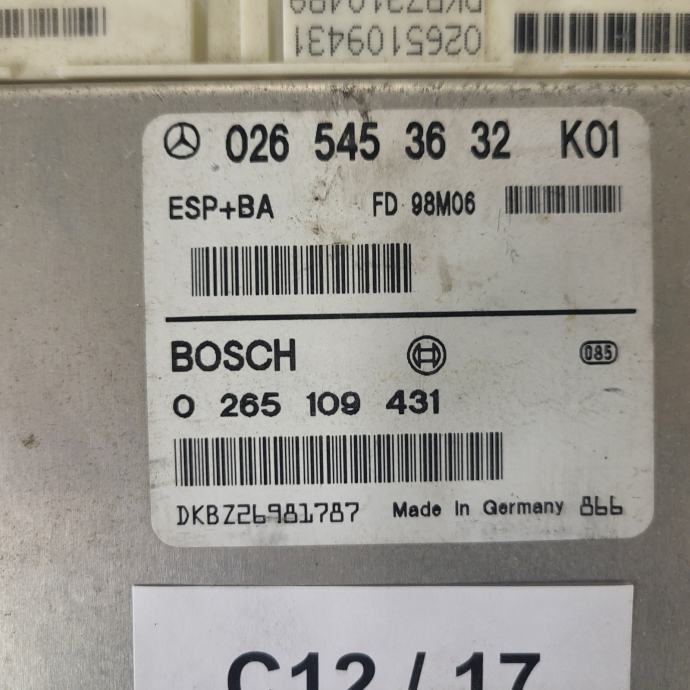 DKBZ310489
0265109431
026 545 36 32 K01
ESP+BA FD 98M06
BOSCH 085
0 265 109 431
DKBZ26981787 Made In Germany 866
C12 / 17